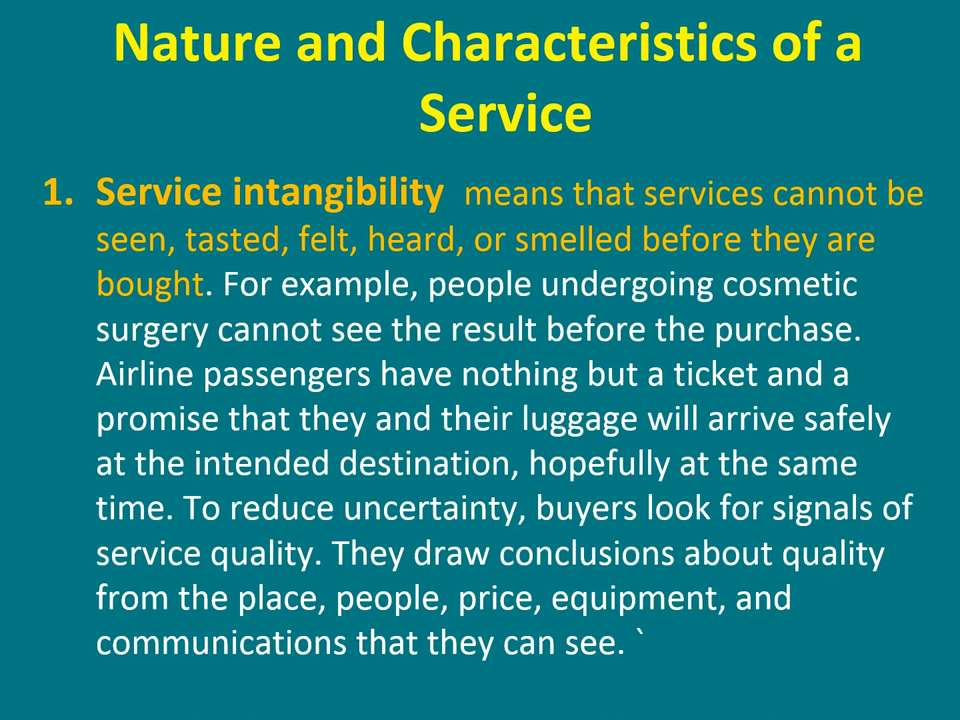 Nature and Characteristics of a
Service
1. Service intangibility means that services cannot be
seen, tasted, felt, heard, or smelled before they are
bought. For example, people undergoing cosmetic
surgery cannot see the result before the purchase.
Airline passengers have nothing but a ticket and a
promise that they and their luggage will arrive safely
at the intended destination, hopefully at the same
time. To reduce uncertainty, buyers look for signals of
service quality. They draw conclusions about quality
from the place, people, price, equipment, and
communications that they can see. `